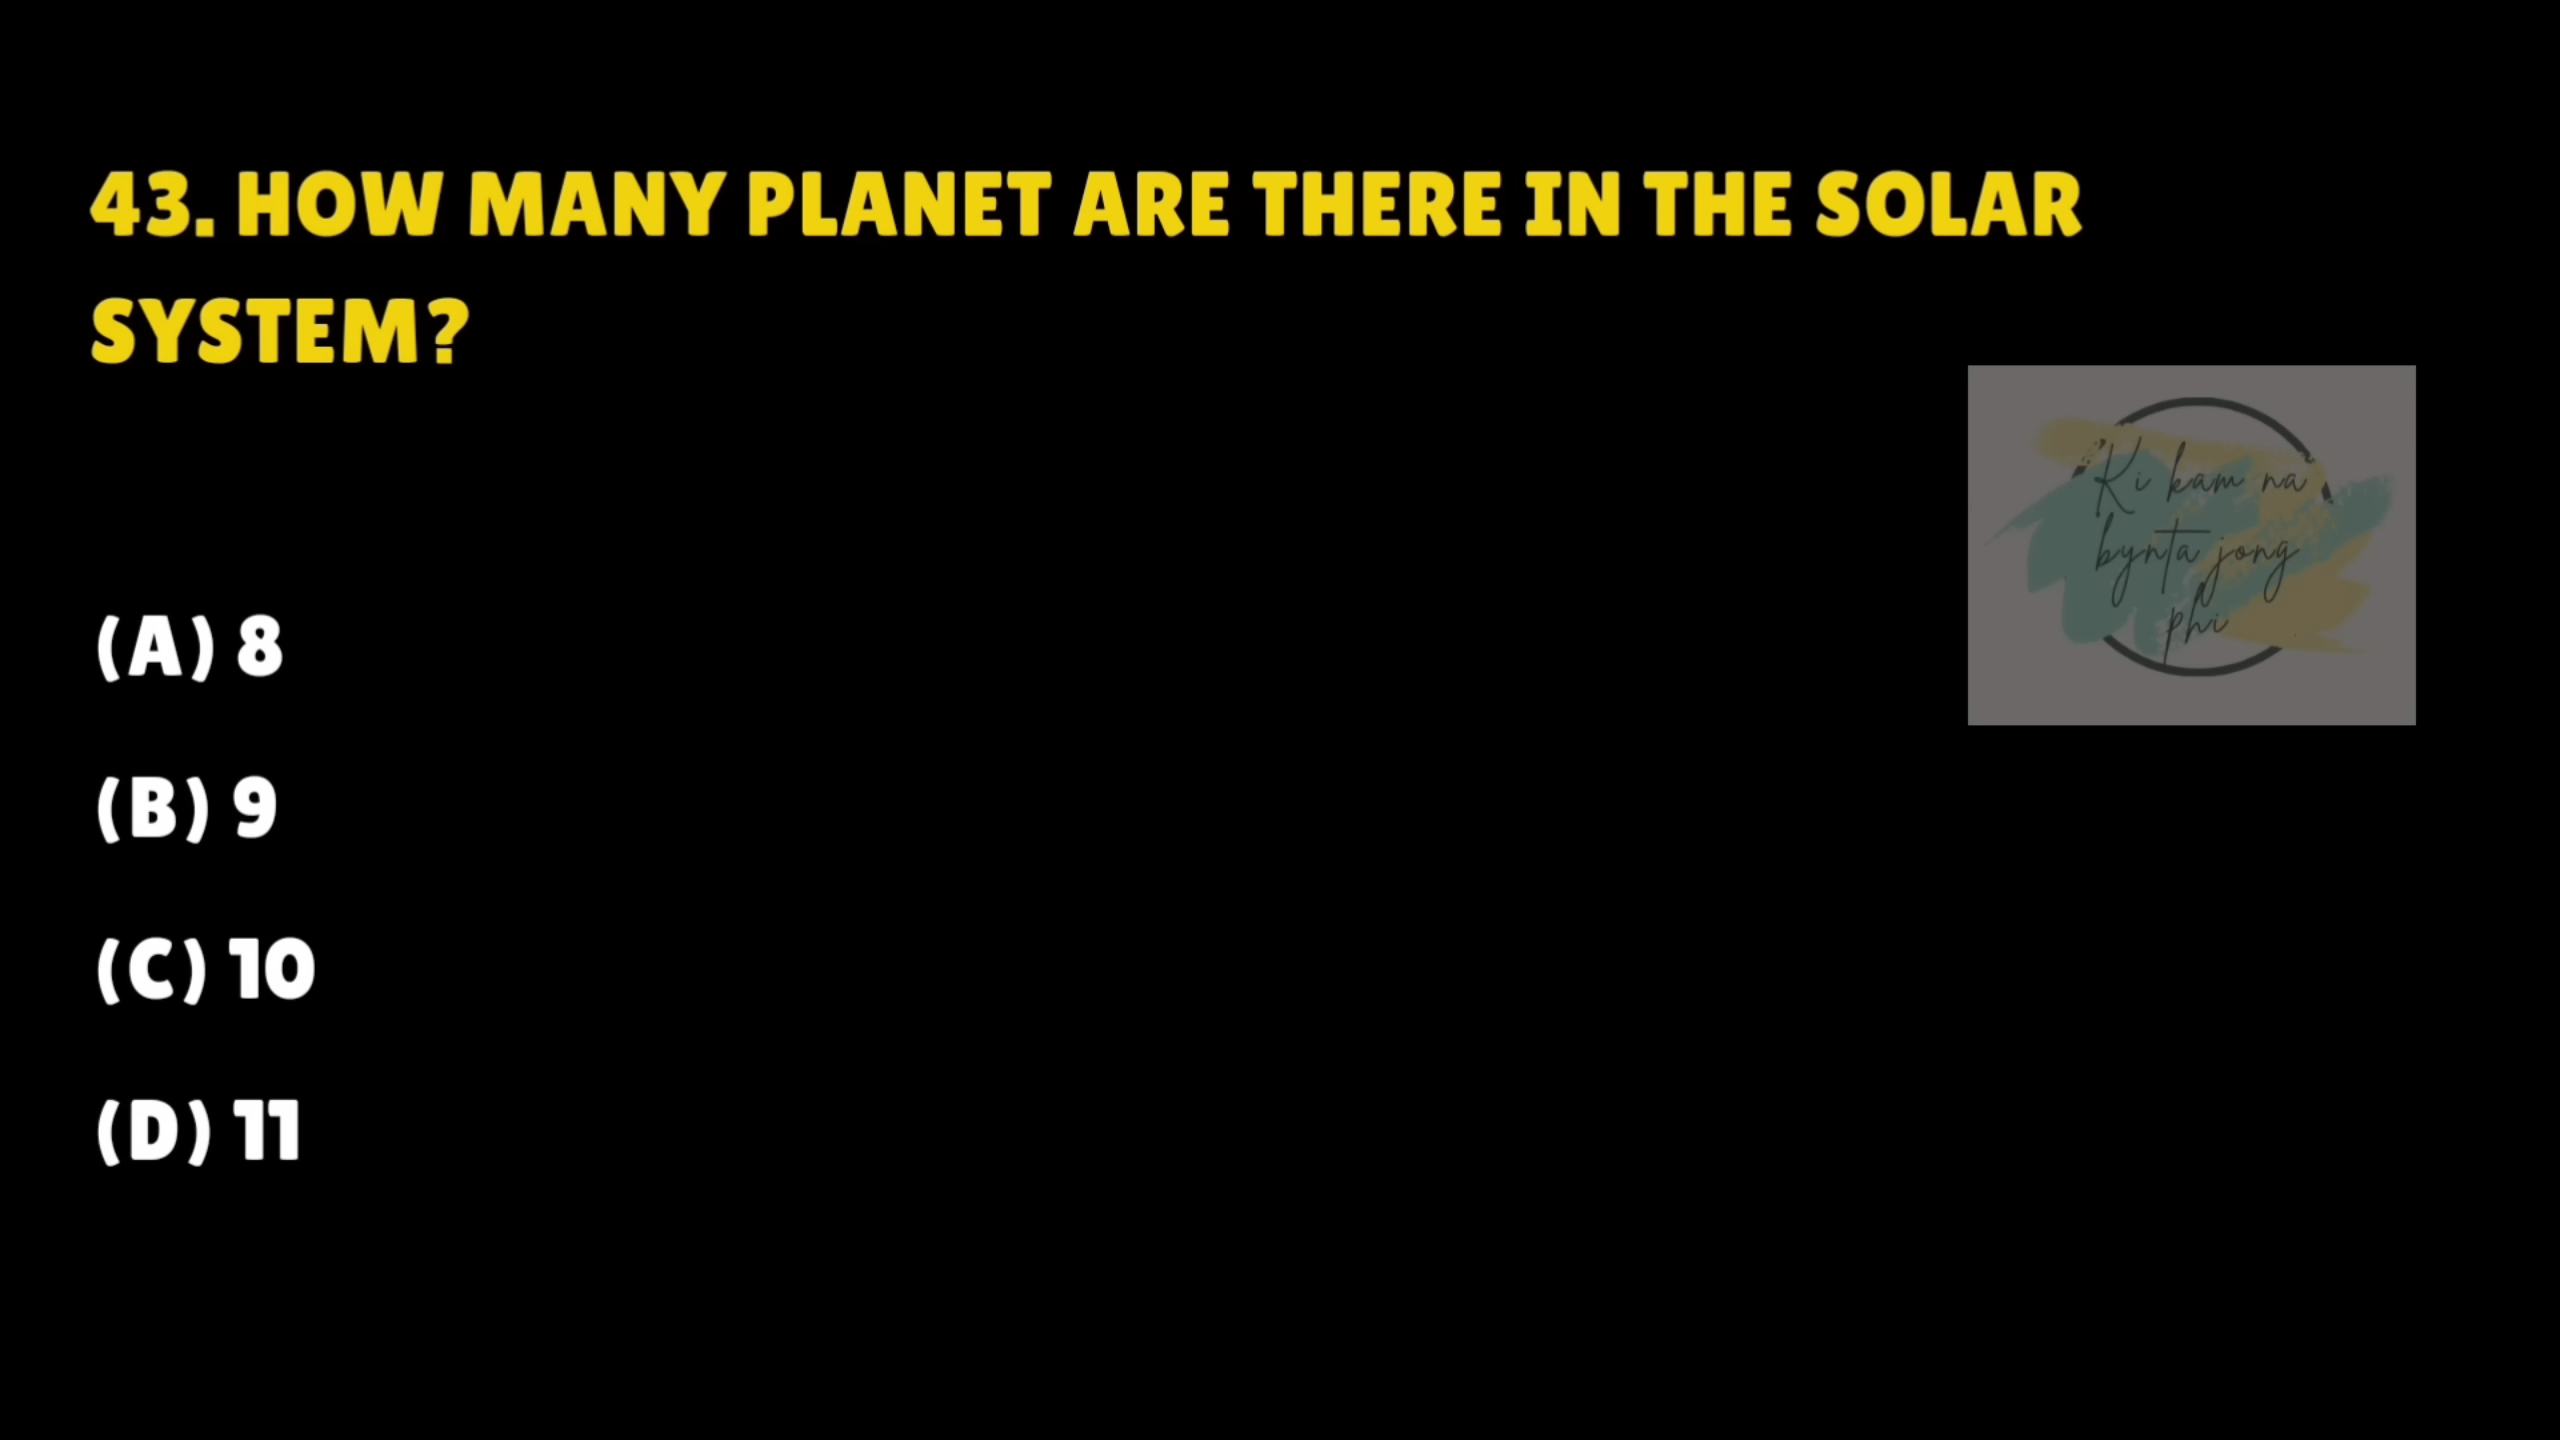 43. HOW MANY PLANET ARE THERE IN THE SOLAR
SYSTEM?
Ki kam na
bynta jong
phi
(A) 8
(B) 9
(C) 10
(D) 11